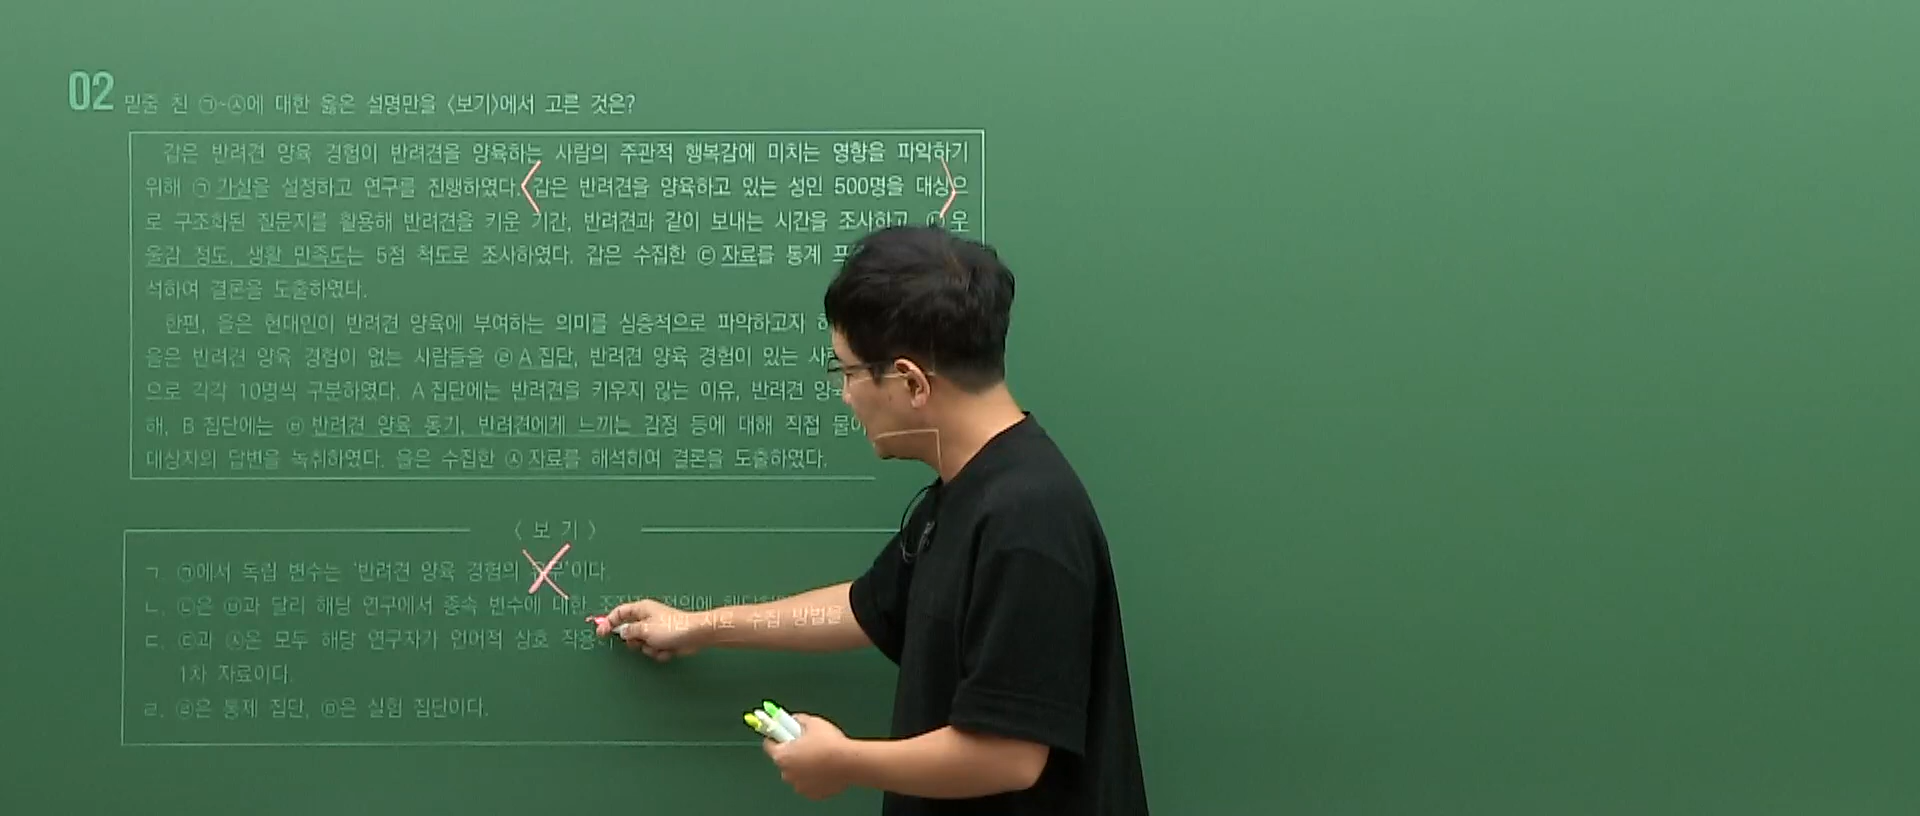 02 밑줄 친 ㉠~㉦에 대한 옳은 설명만을 〈보기〉에서 고른 것은?
갑은 반려견 양육 경험이 반려견을 양육하는 사람의 주관적 행복감에 미치는 영향을 파악하기
위해 ㉠ 가설을 설정하고 연구를 진행하였다. 갑은 반려견을 양육하고 있는 성인 500명을 대상으
로 구조화된 질문지를 활용해 반려견을 키운 기간, 반려견과 같이 보내는 시간을 조사하고, ㉡ 우
울감 정도, 생활 만족도는 5점 척도로 조사하였다. 갑은 수집한 ㉢ 자료를 통계
석하여 결론을 도출하였다.
한편, 을은 현대인이 반려견 양육에 부여하는 의미를 심층적으로 파악하고자
을은 반려견 양육 경험이 없는 사람들을 ㉣ A 집단, 반려견 양육 경험이 있는
으로 각각 10명씩 구분하였다. A 집단에는 반려견을 키우지 않는 이유, 반려견
해, B 집단에는 ㉥ 반려견 양육 동기, 반려견에게 느끼는 감정 등에 대해 직접
대상자의 답변을 녹취하였다. 을은 수집한 ㉦ 자료를 해석하여 결론을 도출하였다.
〈 보 기 〉
ㄱ. ㉠에서 독립 변수는 '반려견 양육 경험의 유무'이다.
ㄴ. ㉡은 ㉥과 달리 해당 연구에서 종속 변수에 대한 조작적 정의에
ㄷ. ㉢과 ㉦은 모두 해당 연구자가 언어적 상호 작용 자료 수집 방법을
1차 자료이다.
ㄹ. ㉣은 통제 집단, ㉤은 실험 집단이다.